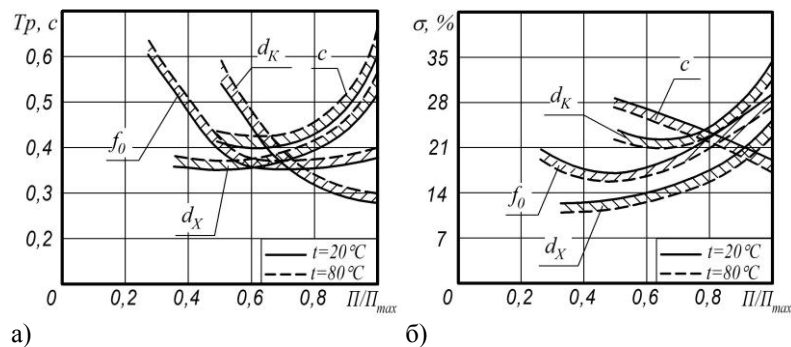 Tp, с
0,6
0,5
0,4
0,3
0,2
d_K
c
f_0
d_X
t=20°C
t=80°C
0 0,2 0,4 0,6 0,8 П/П_max
а)
σ, %
35
28
21
14
7
c
d_K
f_0
d_X
t=20°C
t=80°C
0 0,2 0,4 0,6 0,8 П/П_max
б)